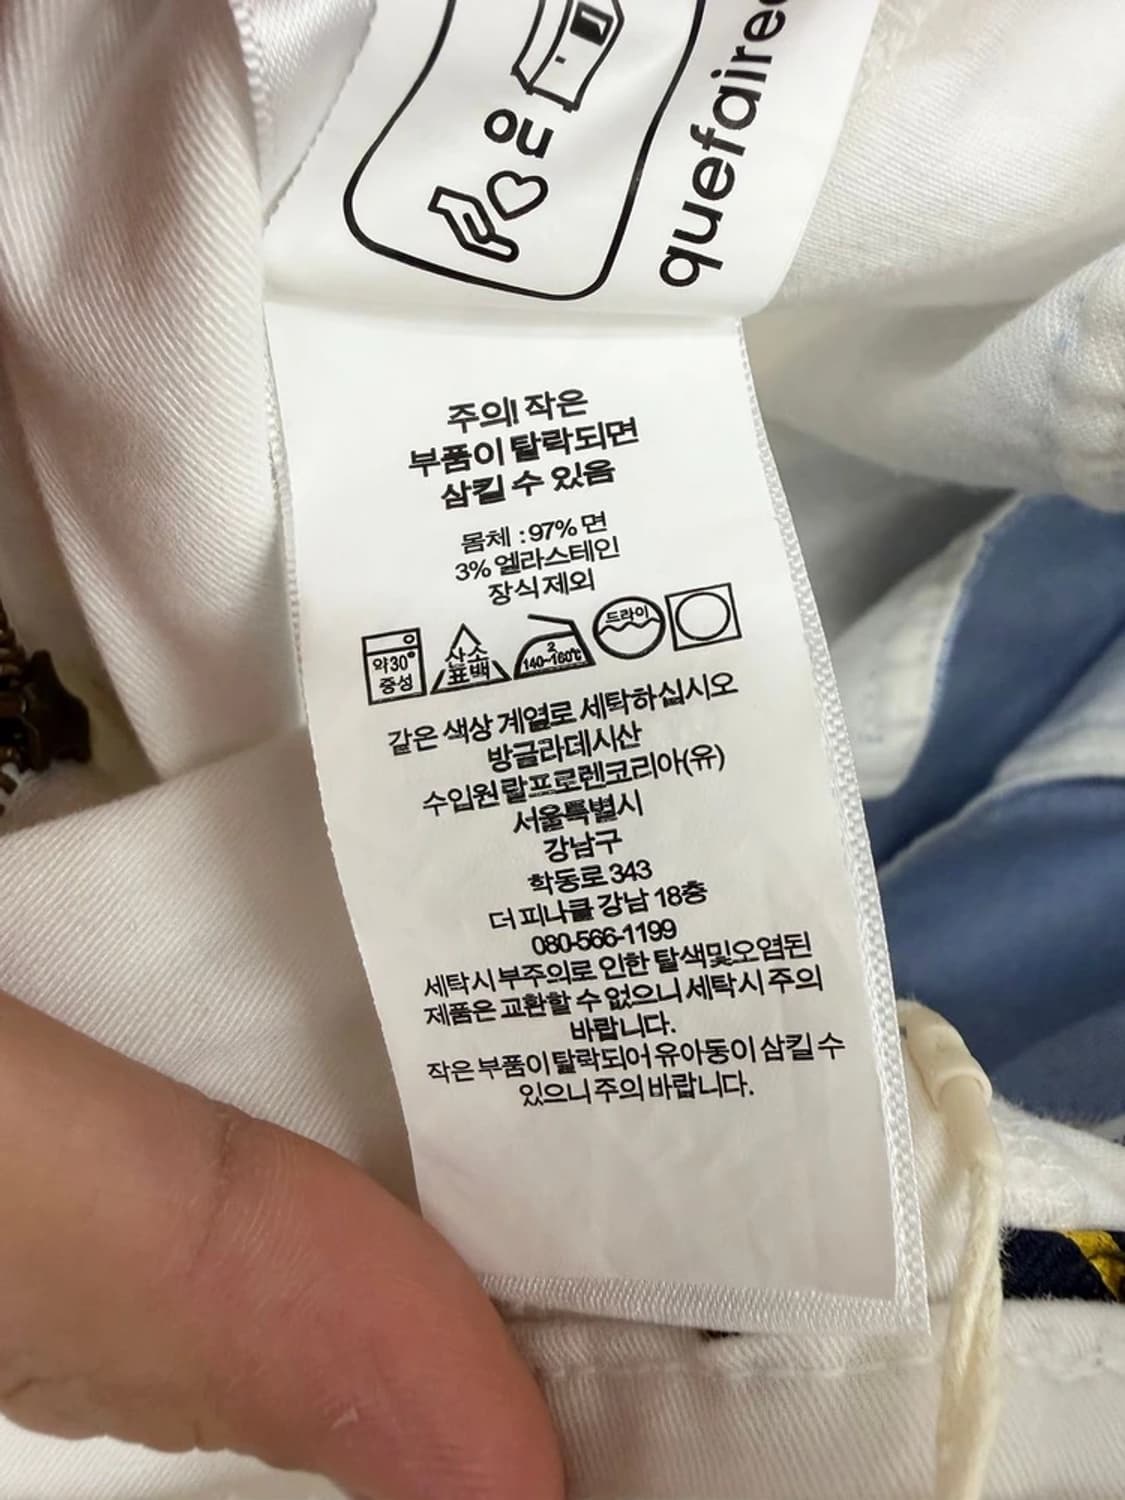 OU
quefairede
주의! 작은
부품이 탈락되면
삼킬 수 있음
몸체 : 97% 면
3% 엘라스테인
장식 제외
약30° 중성
산소 표백
2 140~160℃
드라이
같은 색상 계열로 세탁하십시오
방글라데시산
수입원 랄프로렌코리아(유)
서울특별시
강남구
학동로 343
더 피나클 강남 18층
080-566-1199
세탁시 부주의로 인한 탈색및오염된
제품은 교환할 수 없으니 세탁시 주의
바랍니다.
작은 부품이 탈락되어 유아동이 삼킬 수
있으니 주의 바랍니다.